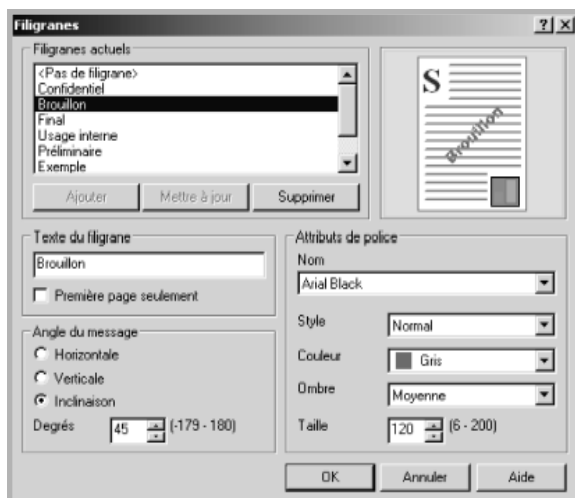 Filigranes
Filigranes actuels
<Pas de filigrane>
Confidentiel
Brouillon
Final
Usage interne
Préliminaire
Exemple
Ajouter Mettre à jour Supprimer
S
Brouillon
Texte du filigrane
Brouillon
Première page seulement
Angle du message
Horizontale
Verticale
Inclinaison
Degrés 45 (-179 - 180)
Attributs de police
Nom
Arial Black
Style Normal
Couleur Gris
Ombre Moyenne
Taille 120 (6 - 200)
OK Annuler Aide